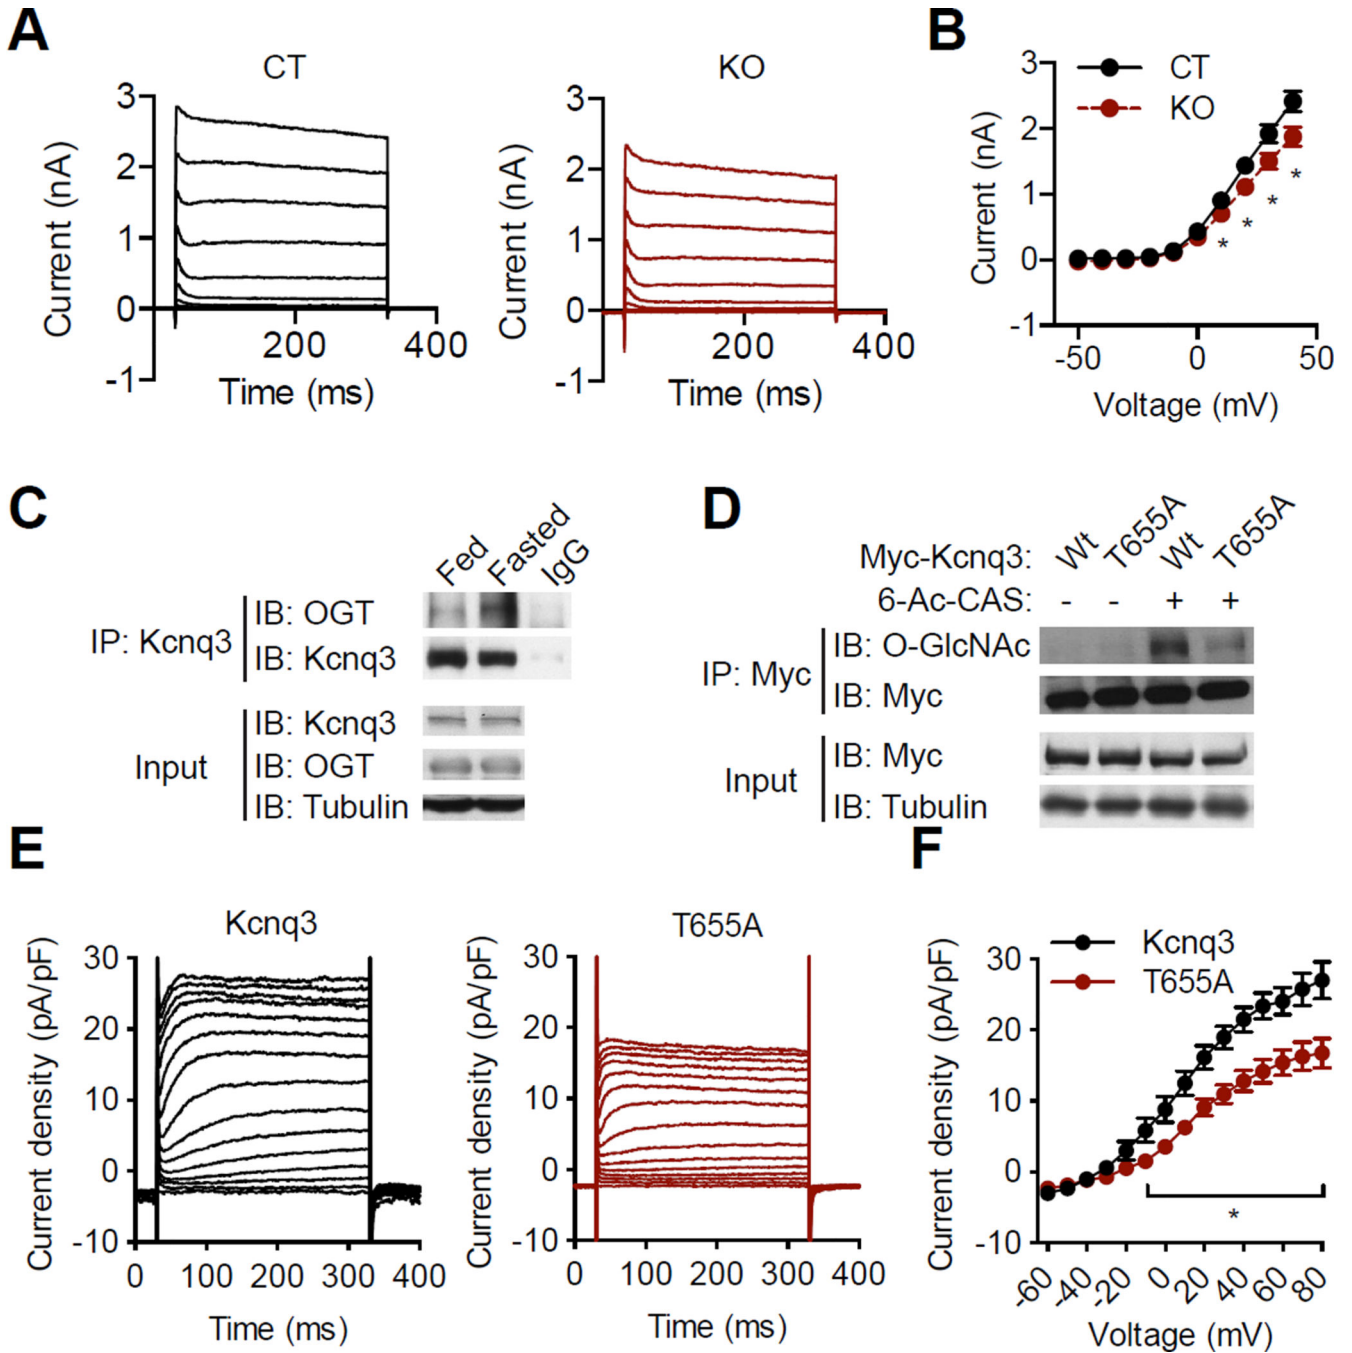 A
CT
3
2
1
0
-1
Current (nA)
200
400
Time (ms)
KO
3
2
1
0
-1
Current (nA)
200
400
Time (ms)
B
CT
KO
3
2
1
0
-1
Current (nA)
*
*
*
*
-50
0
50
Voltage (mV)
C
Fed
Fasted
IgG
IP: Kcnq3
IB: OGT
IB: Kcnq3
Input
IB: Kcnq3
IB: OGT
IB: Tubulin
D
Myc-Kcnq3: Wt T655A Wt T655A
6-Ac-CAS: - - + +
IP: Myc
IB: O-GlcNAc
IB: Myc
Input
IB: Myc
IB: Tubulin
E
Kcnq3
30
20
10
0
-10
Current density (pA/pF)
0 100 200 300 400
Time (ms)
T655A
30
20
10
0
-10
Current density (pA/pF)
0 100 200 300 400
Time (ms)
F
Kcnq3
T655A
30
20
10
0
-10
Current density (pA/pF)
*
-60 -40 -20 0 20 40 60 80
Voltage (mV)